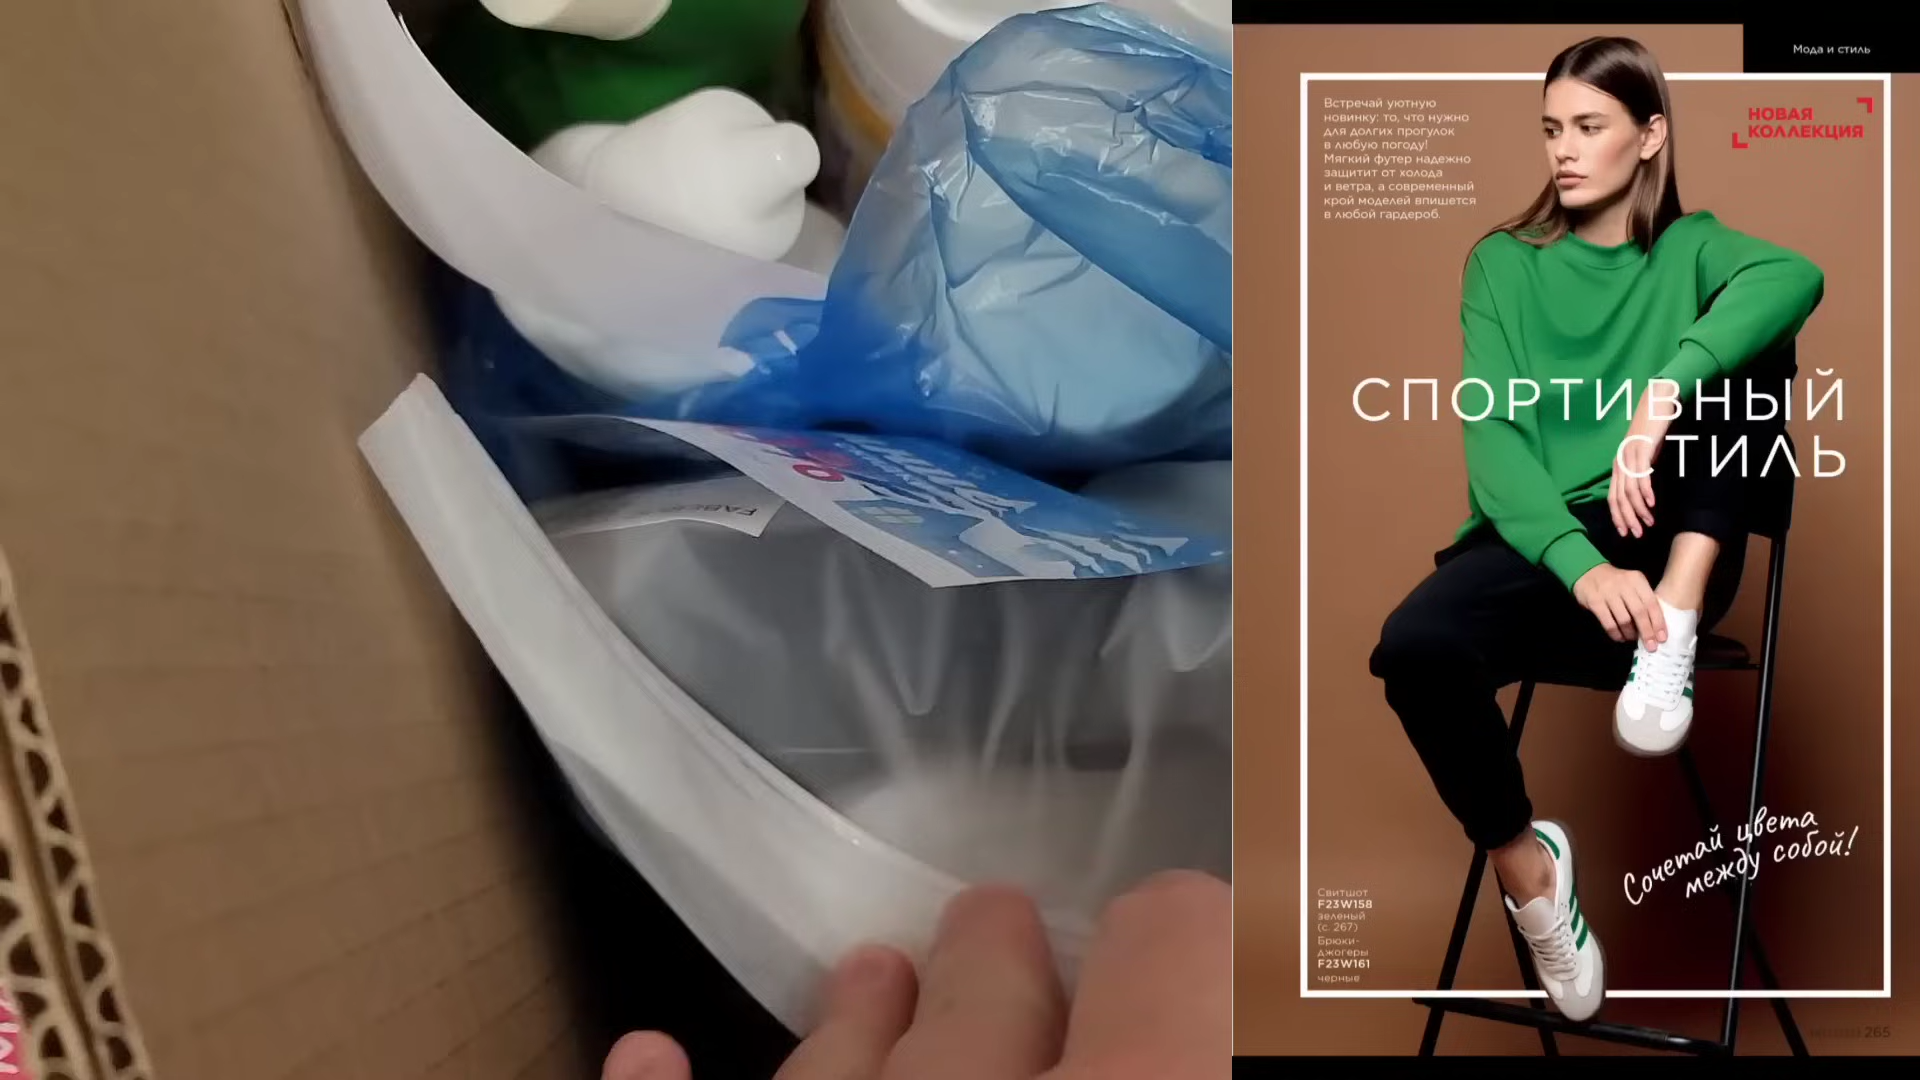 FABE
Мода и стиль
Встречай уютную
новинку: то, что нужно
для долгих прогулок
в любую погоду!
Мягкий футер надежно
защитит от холода
и ветра, а современный
крой моделей впишется
в любой гардероб.
НОВАЯ
КОЛЛЕКЦИЯ
СПОРТИВНЫЙ
СТИЛЬ
Сочетай цвета
между собой!
Свитшот
F23W158
зеленый
(с. 267)
Брюки-
джогеры
F23W161
черные
265